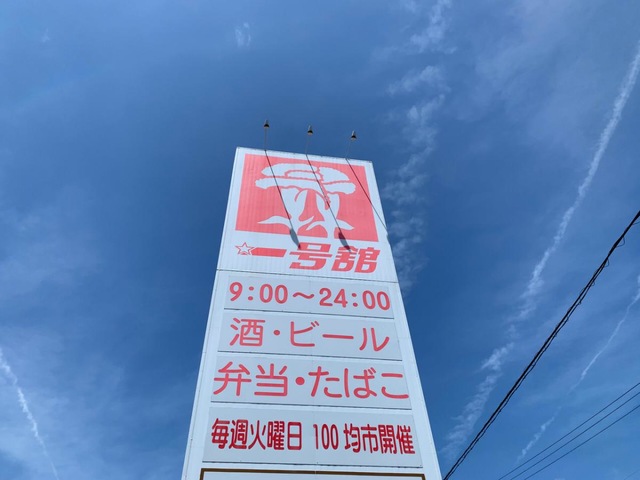 ☆一号舘
9:00〜24:00
酒・ビール
弁当・たばこ
毎週火曜日 100均市開催